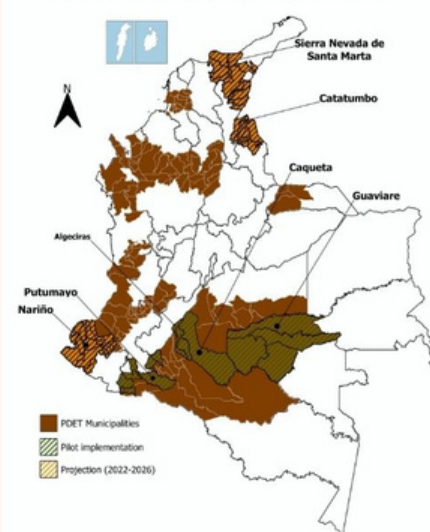 N
Sierra Nevada de
Santa Marta
Catatumbo
Caqueta
Guaviare
Algeciras
Putumayo
Nariño
PDET Municipalities
Pilot implementation
Projection (2022-2026)